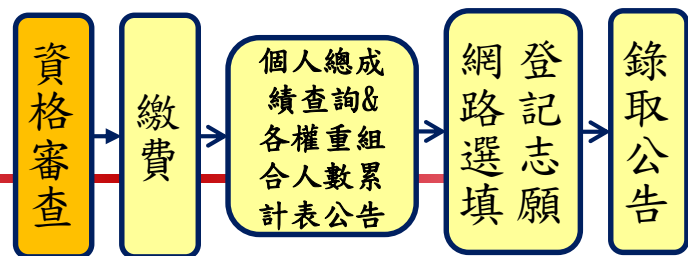 資格審查
繳費
個人總成
績查詢&
各權重組
合人數累
計表公告
網路選填
登記志願
錄取公告